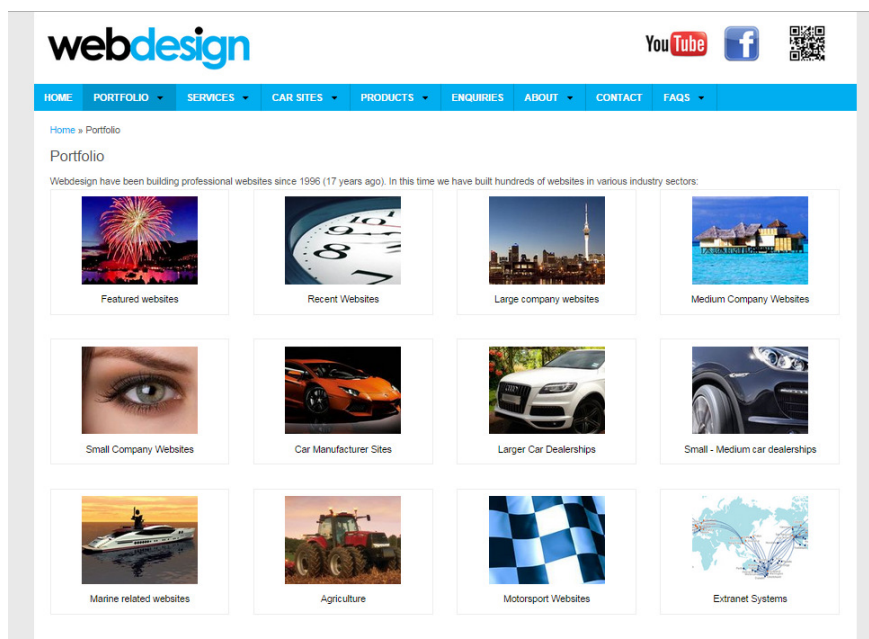 webdesign
You Tube
f
HOME PORTFOLIO SERVICES CAR SITES PRODUCTS ENQUIRIES ABOUT CONTACT FAQS
Home » Portfolio
Portfolio
Webdesign have been building professional websites since 1996 (17 years ago). In this time we have built hundreds of websites in various industry sectors:
Featured websites
Recent Websites
Large company websites
Medium Company Websites
Small Company Websites
Car Manufacturer Sites
Larger Car Dealerships
Small - Medium car dealerships
Marine related websites
Agriculture
Motorsport Websites
Extranet Systems